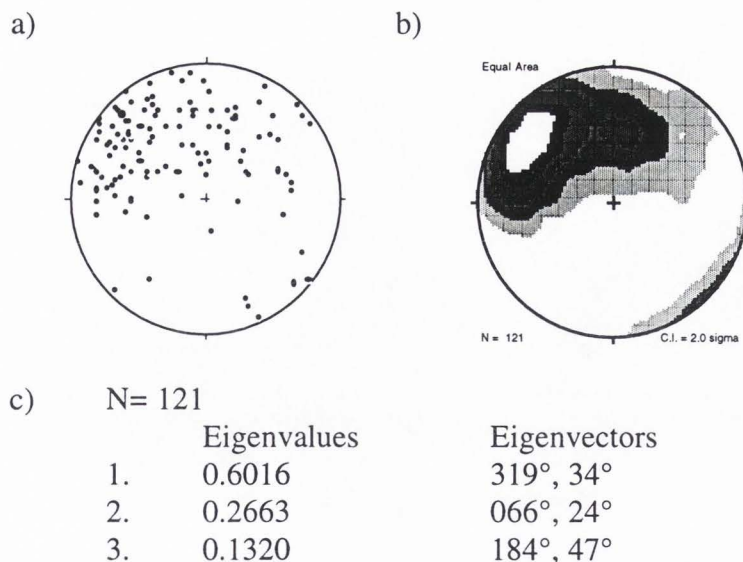 a)
b)
Equal Area
N = 121
C.I. = 2.0 sigma
c) N= 121
Eigenvalues Eigenvectors
1. 0.6016 319°, 34°
2. 0.2663 066°, 24°
3. 0.1320 184°, 47°